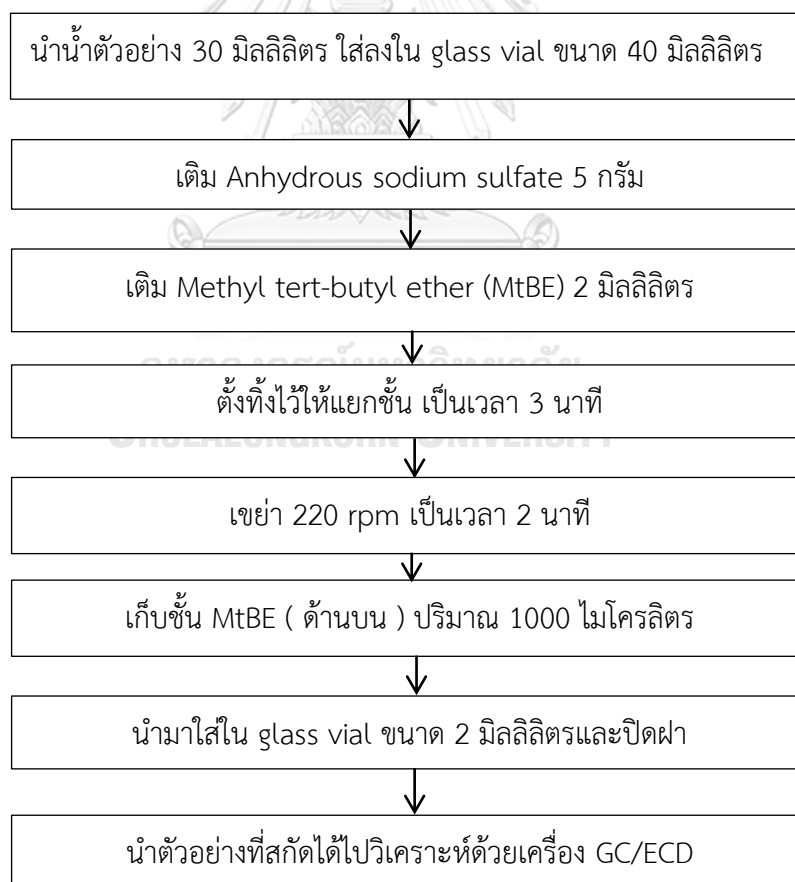 นำน้ำตัวอย่าง 30 มิลลิลิตร ใส่ลงใน glass vial ขนาด 40 มิลลิลิตร
เติม Anhydrous sodium sulfate 5 กรัม
เติม Methyl tert-butyl ether (MtBE) 2 มิลลิลิตร
ตั้งทิ้งไว้ให้แยกชั้น เป็นเวลา 3 นาที
CHULALONGKORN UNIVERSITY
เขย่า 220 rpm เป็นเวลา 2 นาที
เก็บชั้น MtBE ( ด้านบน ) ปริมาณ 1000 ไมโครลิตร
นำมาใส่ใน glass vial ขนาด 2 มิลลิลิตรและปิดฝา
นำตัวอย่างที่สกัดได้ไปวิเคราะห์ด้วยเครื่อง GC/ECD